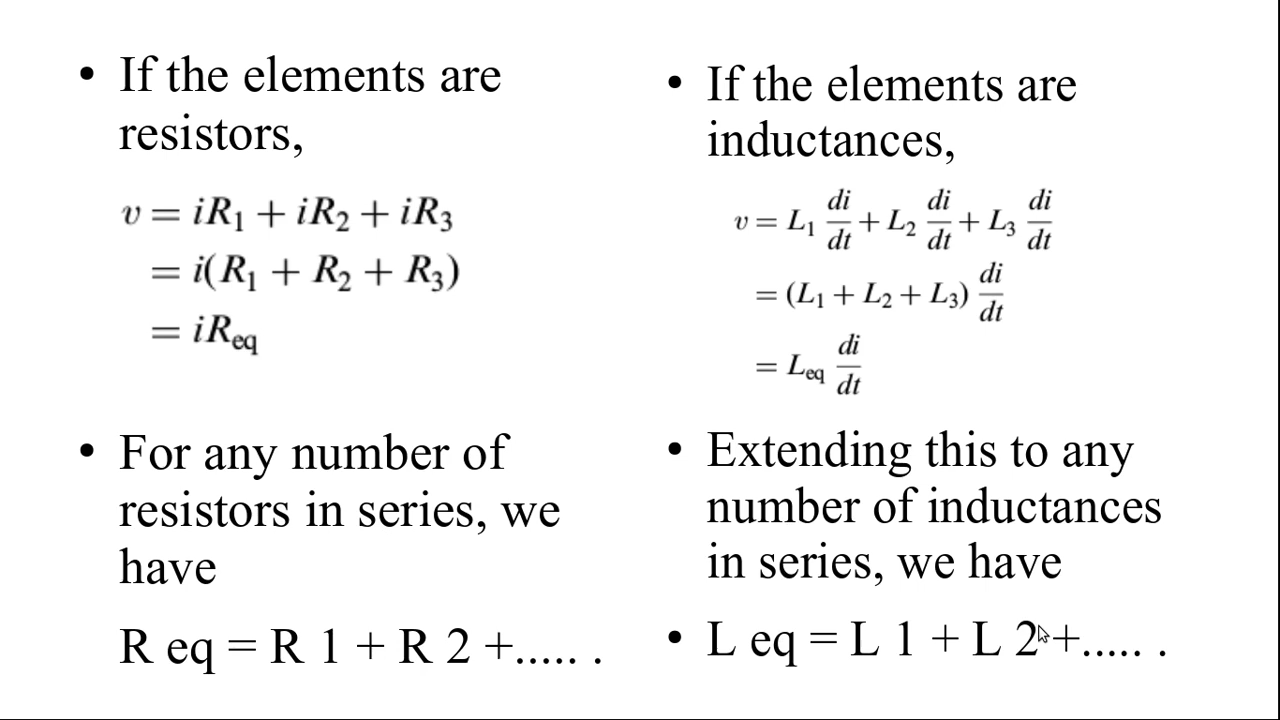 • If the elements are
resistors,
v = iR₁ + iR₂ + iR₃
= i(R₁ + R₂ + R₃)
= iR_eq
• For any number of
resistors in series, we
have
R eq = R 1 + R 2 +..... .
• If the elements are
inductances,
v = L₁ di/dt + L₂ di/dt + L₃ di/dt
= (L₁ + L₂ + L₃) di/dt
= L_eq di/dt
• Extending this to any
number of inductances
in series, we have
• L eq = L 1 + L 2 +..... .